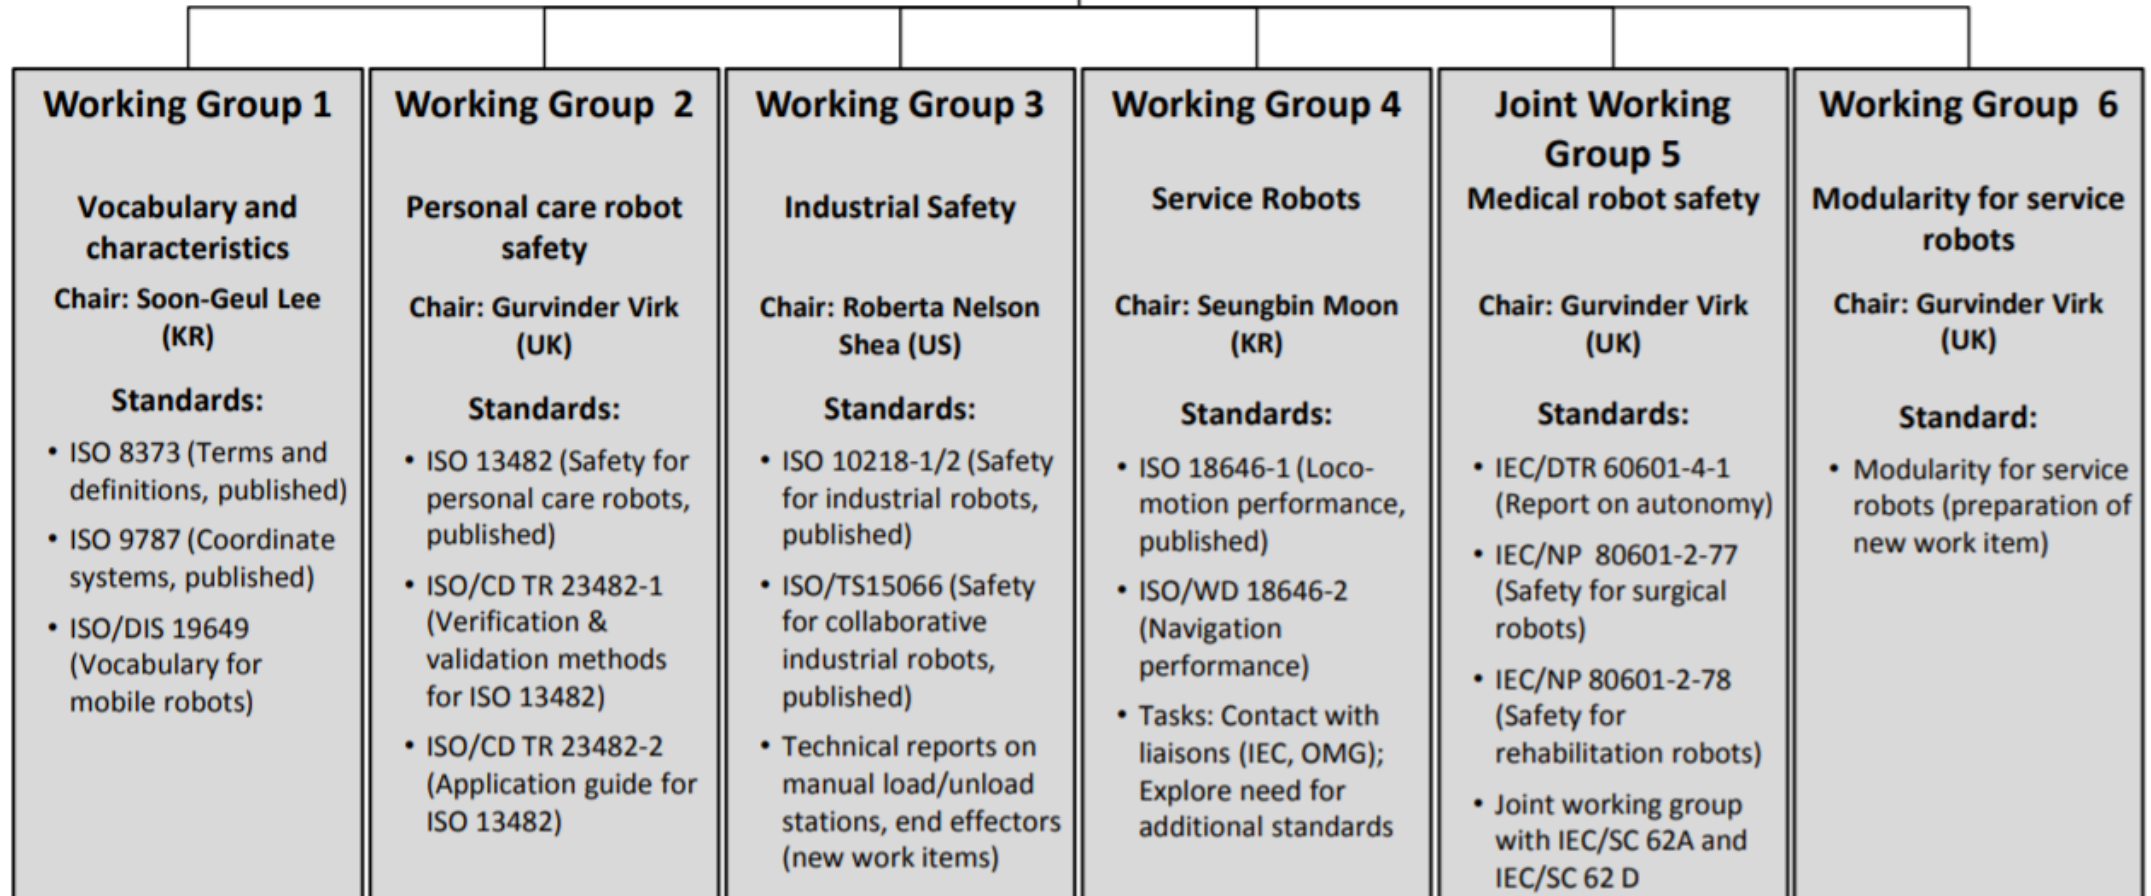 Working Group 1
Vocabulary and
characteristics
Chair: Soon-Geul Lee
(KR)
Standards:
• ISO 8373 (Terms and
definitions, published)
• ISO 9787 (Coordinate
systems, published)
• ISO/DIS 19649
(Vocabulary for
mobile robots)
Working Group 2
Personal care robot
safety
Chair: Gurvinder Virk
(UK)
Standards:
• ISO 13482 (Safety for
personal care robots,
published)
• ISO/CD TR 23482-1
(Verification &
validation methods
for ISO 13482)
• ISO/CD TR 23482-2
(Application guide for
ISO 13482)
Working Group 3
Industrial Safety
Chair: Roberta Nelson
Shea (US)
Standards:
• ISO 10218-1/2 (Safety
for industrial robots,
published)
• ISO/TS15066 (Safety
for collaborative
industrial robots,
published)
• Technical reports on
manual load/unload
stations, end effectors
(new work items)
Working Group 4
Service Robots
Chair: Seungbin Moon
(KR)
Standards:
• ISO 18646-1 (Loco-
motion performance,
published)
• ISO/WD 18646-2
(Navigation
performance)
• Tasks: Contact with
liaisons (IEC, OMG);
Explore need for
additional standards
Joint Working
Group 5
Medical robot safety
Chair: Gurvinder Virk
(UK)
Standards:
• IEC/DTR 60601-4-1
(Report on autonomy)
• IEC/NP 80601-2-77
(Safety for surgical
robots)
• IEC/NP 80601-2-78
(Safety for
rehabilitation robots)
• Joint working group
with IEC/SC 62A and
IEC/SC 62 D
Working Group 6
Modularity for service
robots
Chair: Gurvinder Virk
(UK)
Standard:
• Modularity for service
robots (preparation of
new work item)